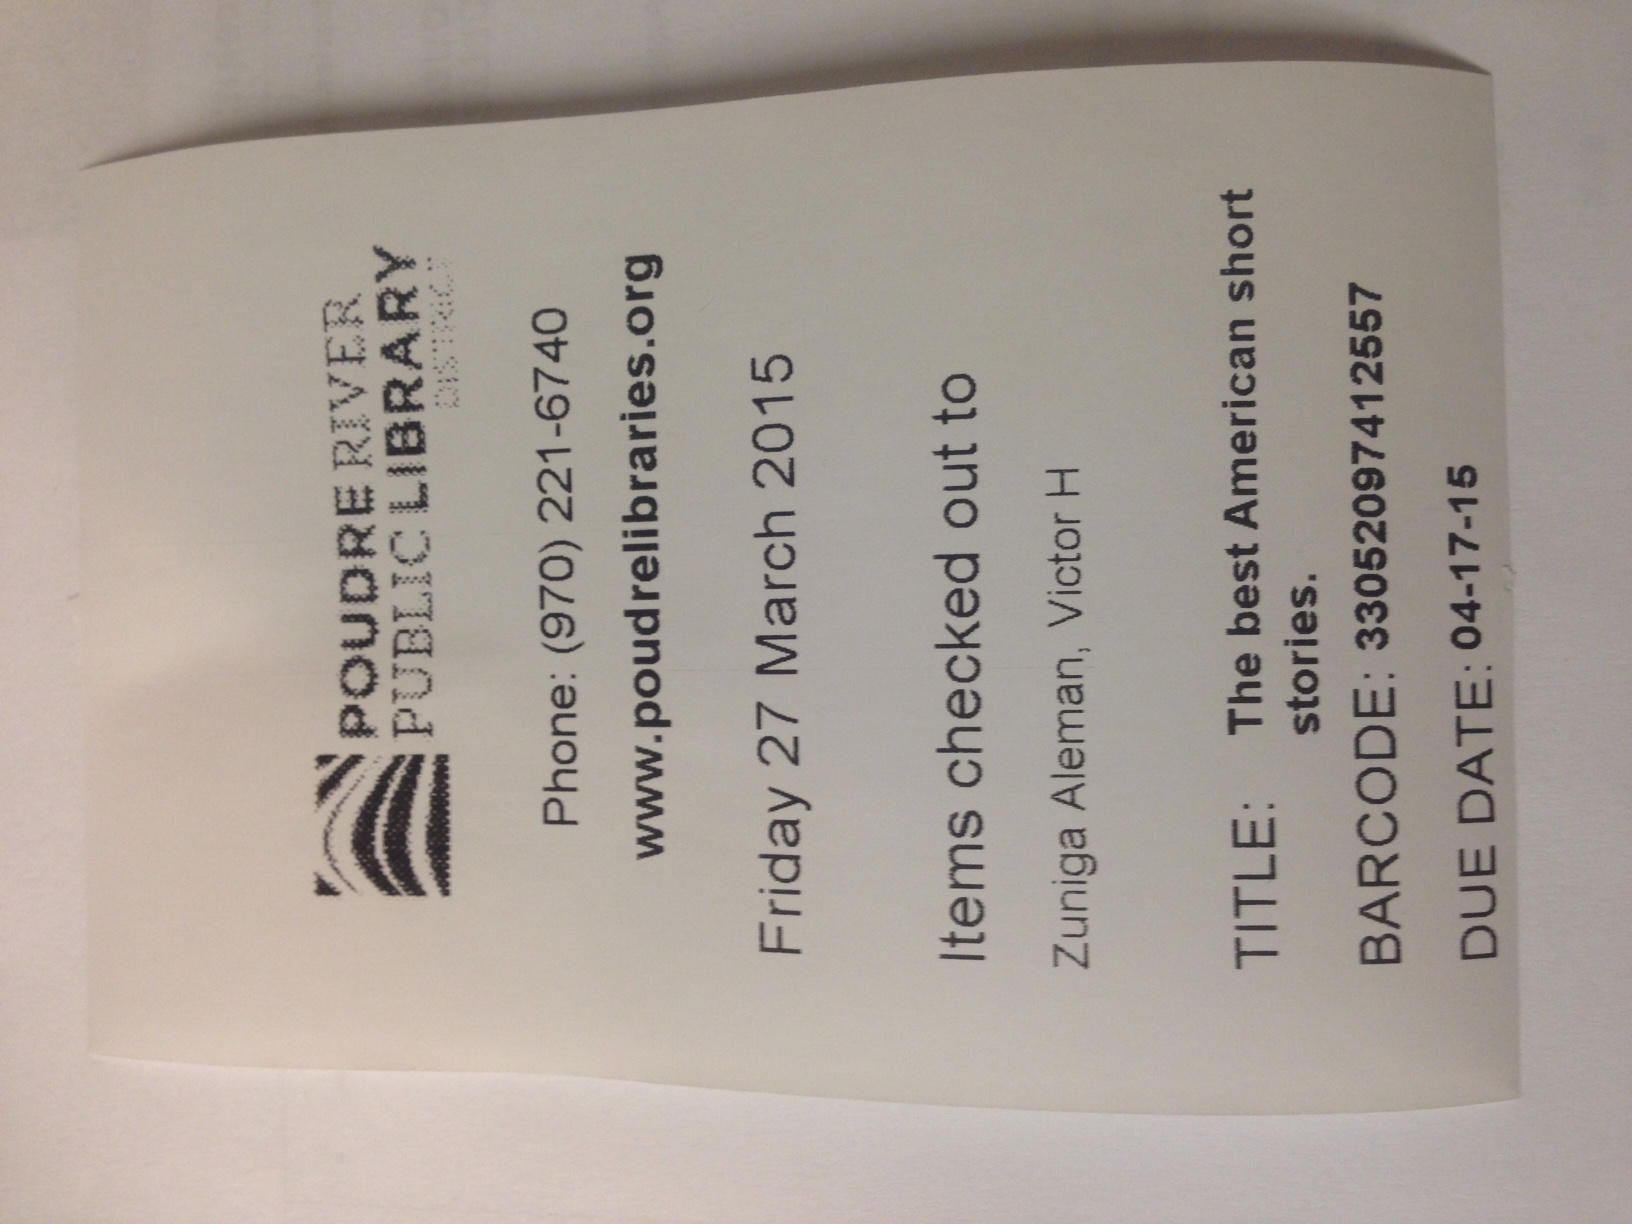 POUDRE RIVER
PUBLIC LIBRARY
DISTRICT
Phone: (970) 221-6740
www.poudrelibraries.org
Friday 27 March 2015
Items checked out to
Zuniga Aleman, Victor H
TITLE: The best American short
stories.
BARCODE: 33052097412557
DUE DATE: 04-17-15